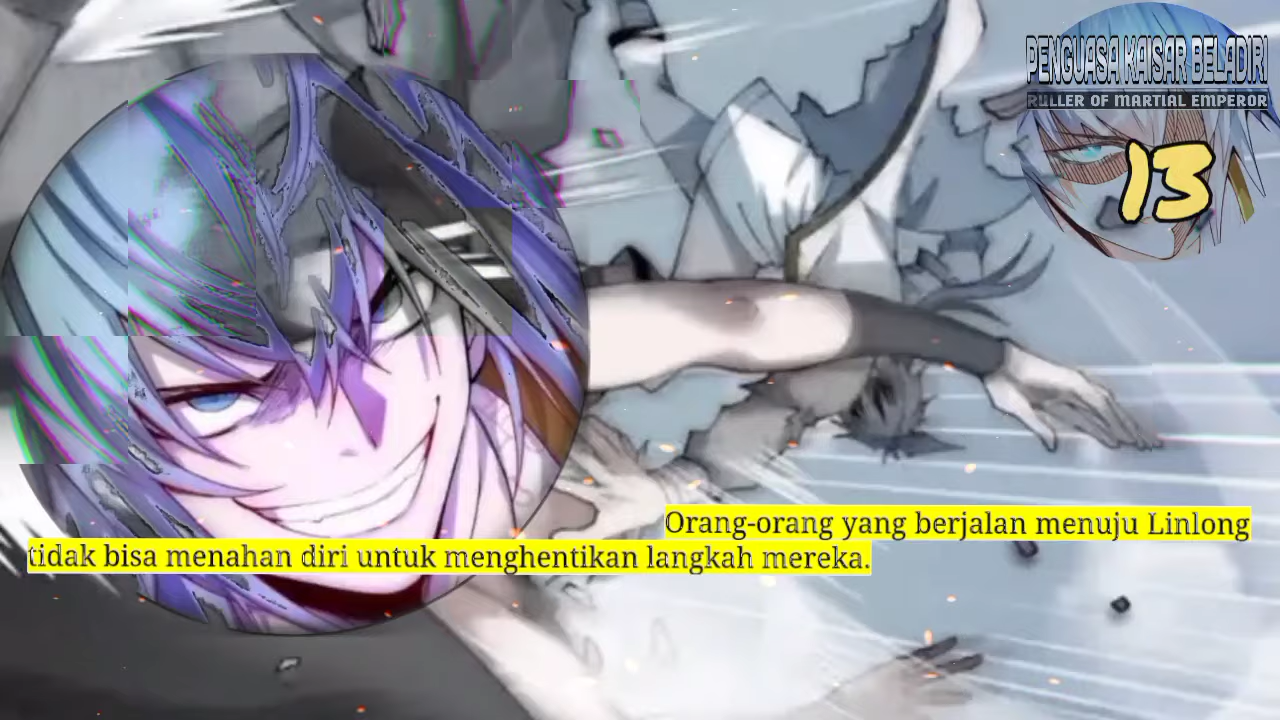 PENGUASA KAISAR BELADIRI
RULLER OF MARTIAL EMPEROR
13
Orang-orang yang berjalan menuju Linlong
tidak bisa menahan diri untuk menghentikan langkah mereka.